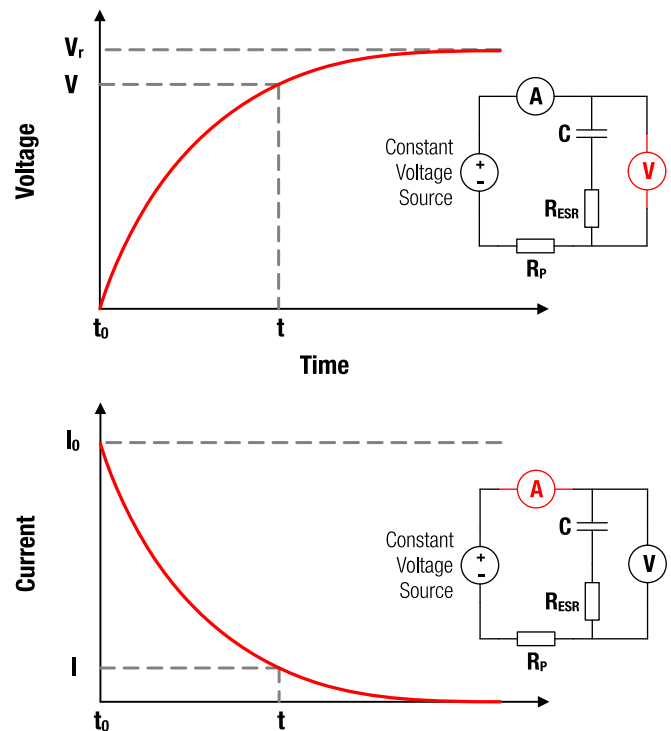 Vr
V
Voltage
t0
t
Time
A
C
Constant
Voltage
Source
+
-
V
RESR
RP
I0
Current
I
t0
t
A
C
Constant
Voltage
Source
+
-
V
RESR
RP